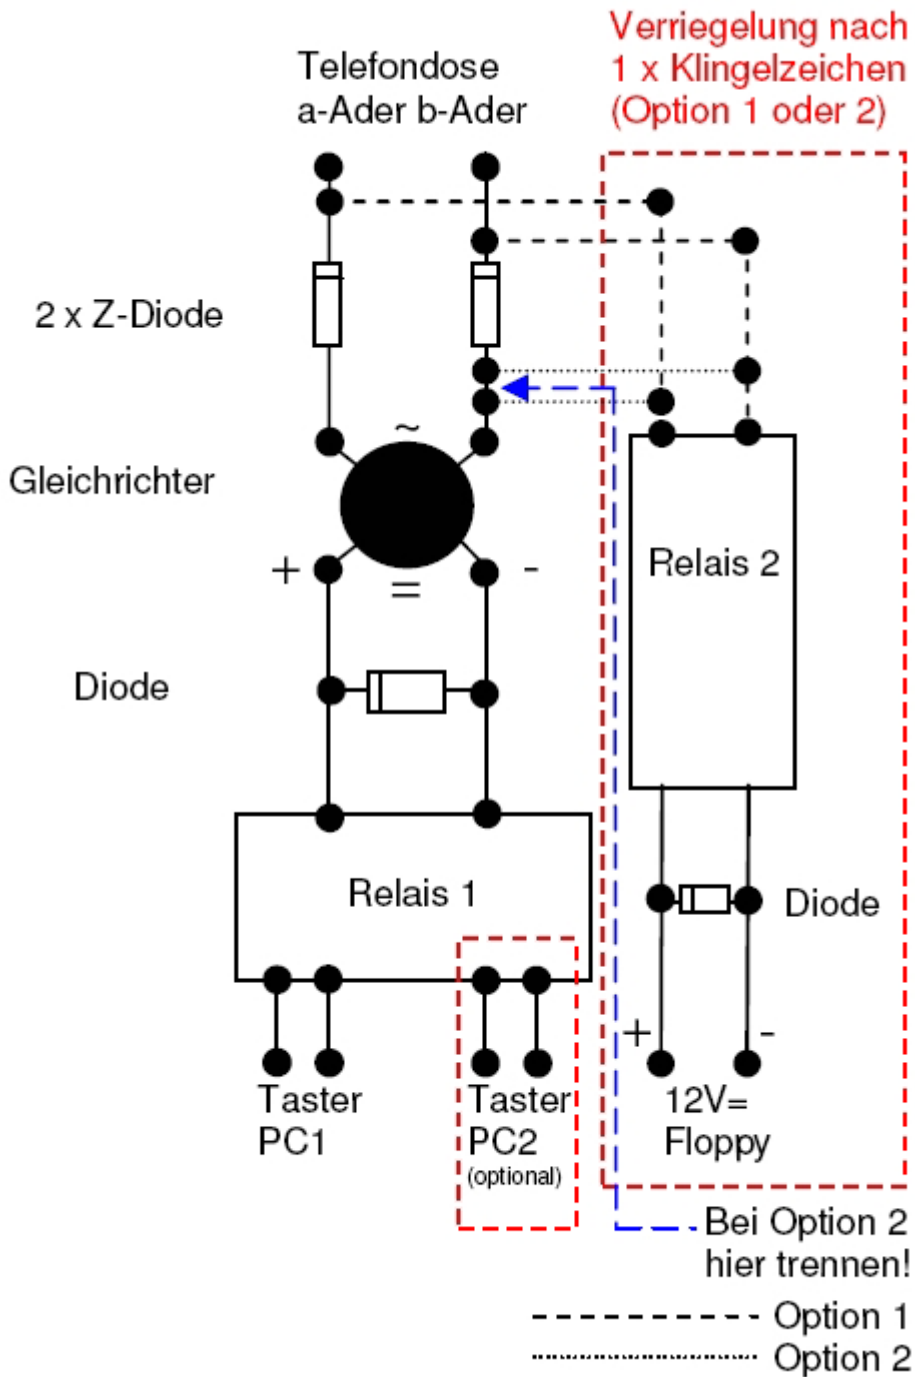 Verriegelung nach
1 x Klingelzeichen
(Option 1 oder 2)
Telefondose
a-Ader b-Ader
2 x Z-Diode
~
Gleichrichter
+ -
=
Relais 2
Diode
Relais 1
Diode
+ -
Taster
PC1
Taster
PC2
(optional)
12V=
Floppy
Bei Option 2
hier trennen!
Option 1
Option 2